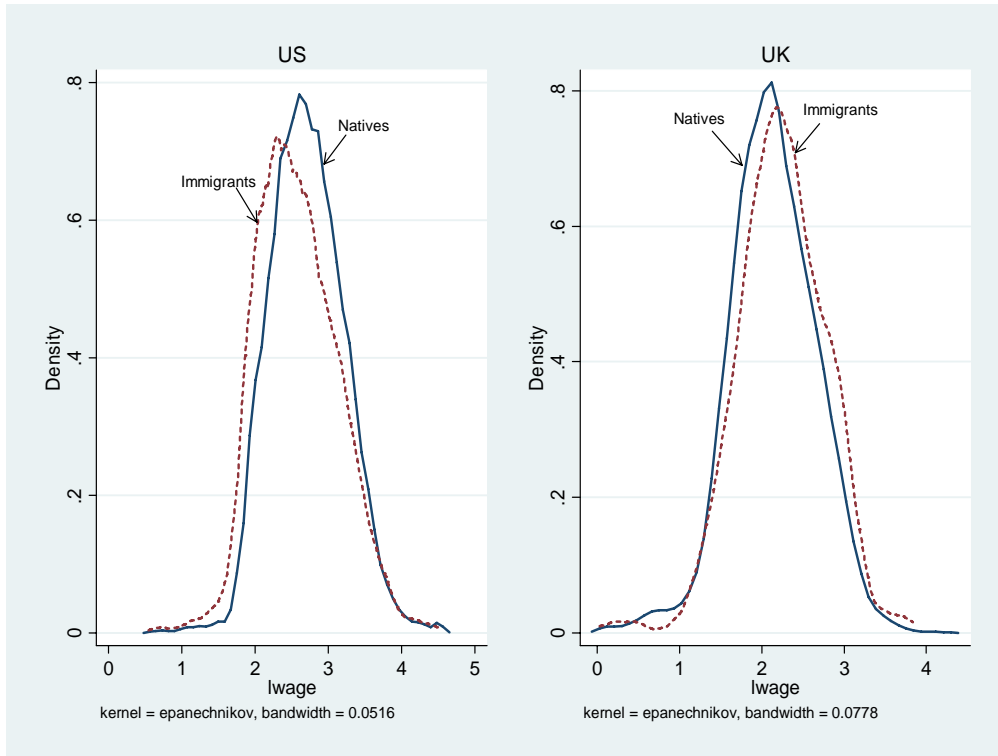 US
Natives
Immigrants
Density
0
.2
.4
.6
.8
0
1
2
3
4
5
lwage
kernel = epanechnikov, bandwidth = 0.0516
UK
Natives
Immigrants
Density
0
.2
.4
.6
.8
0
1
2
3
4
lwage
kernel = epanechnikov, bandwidth = 0.0778